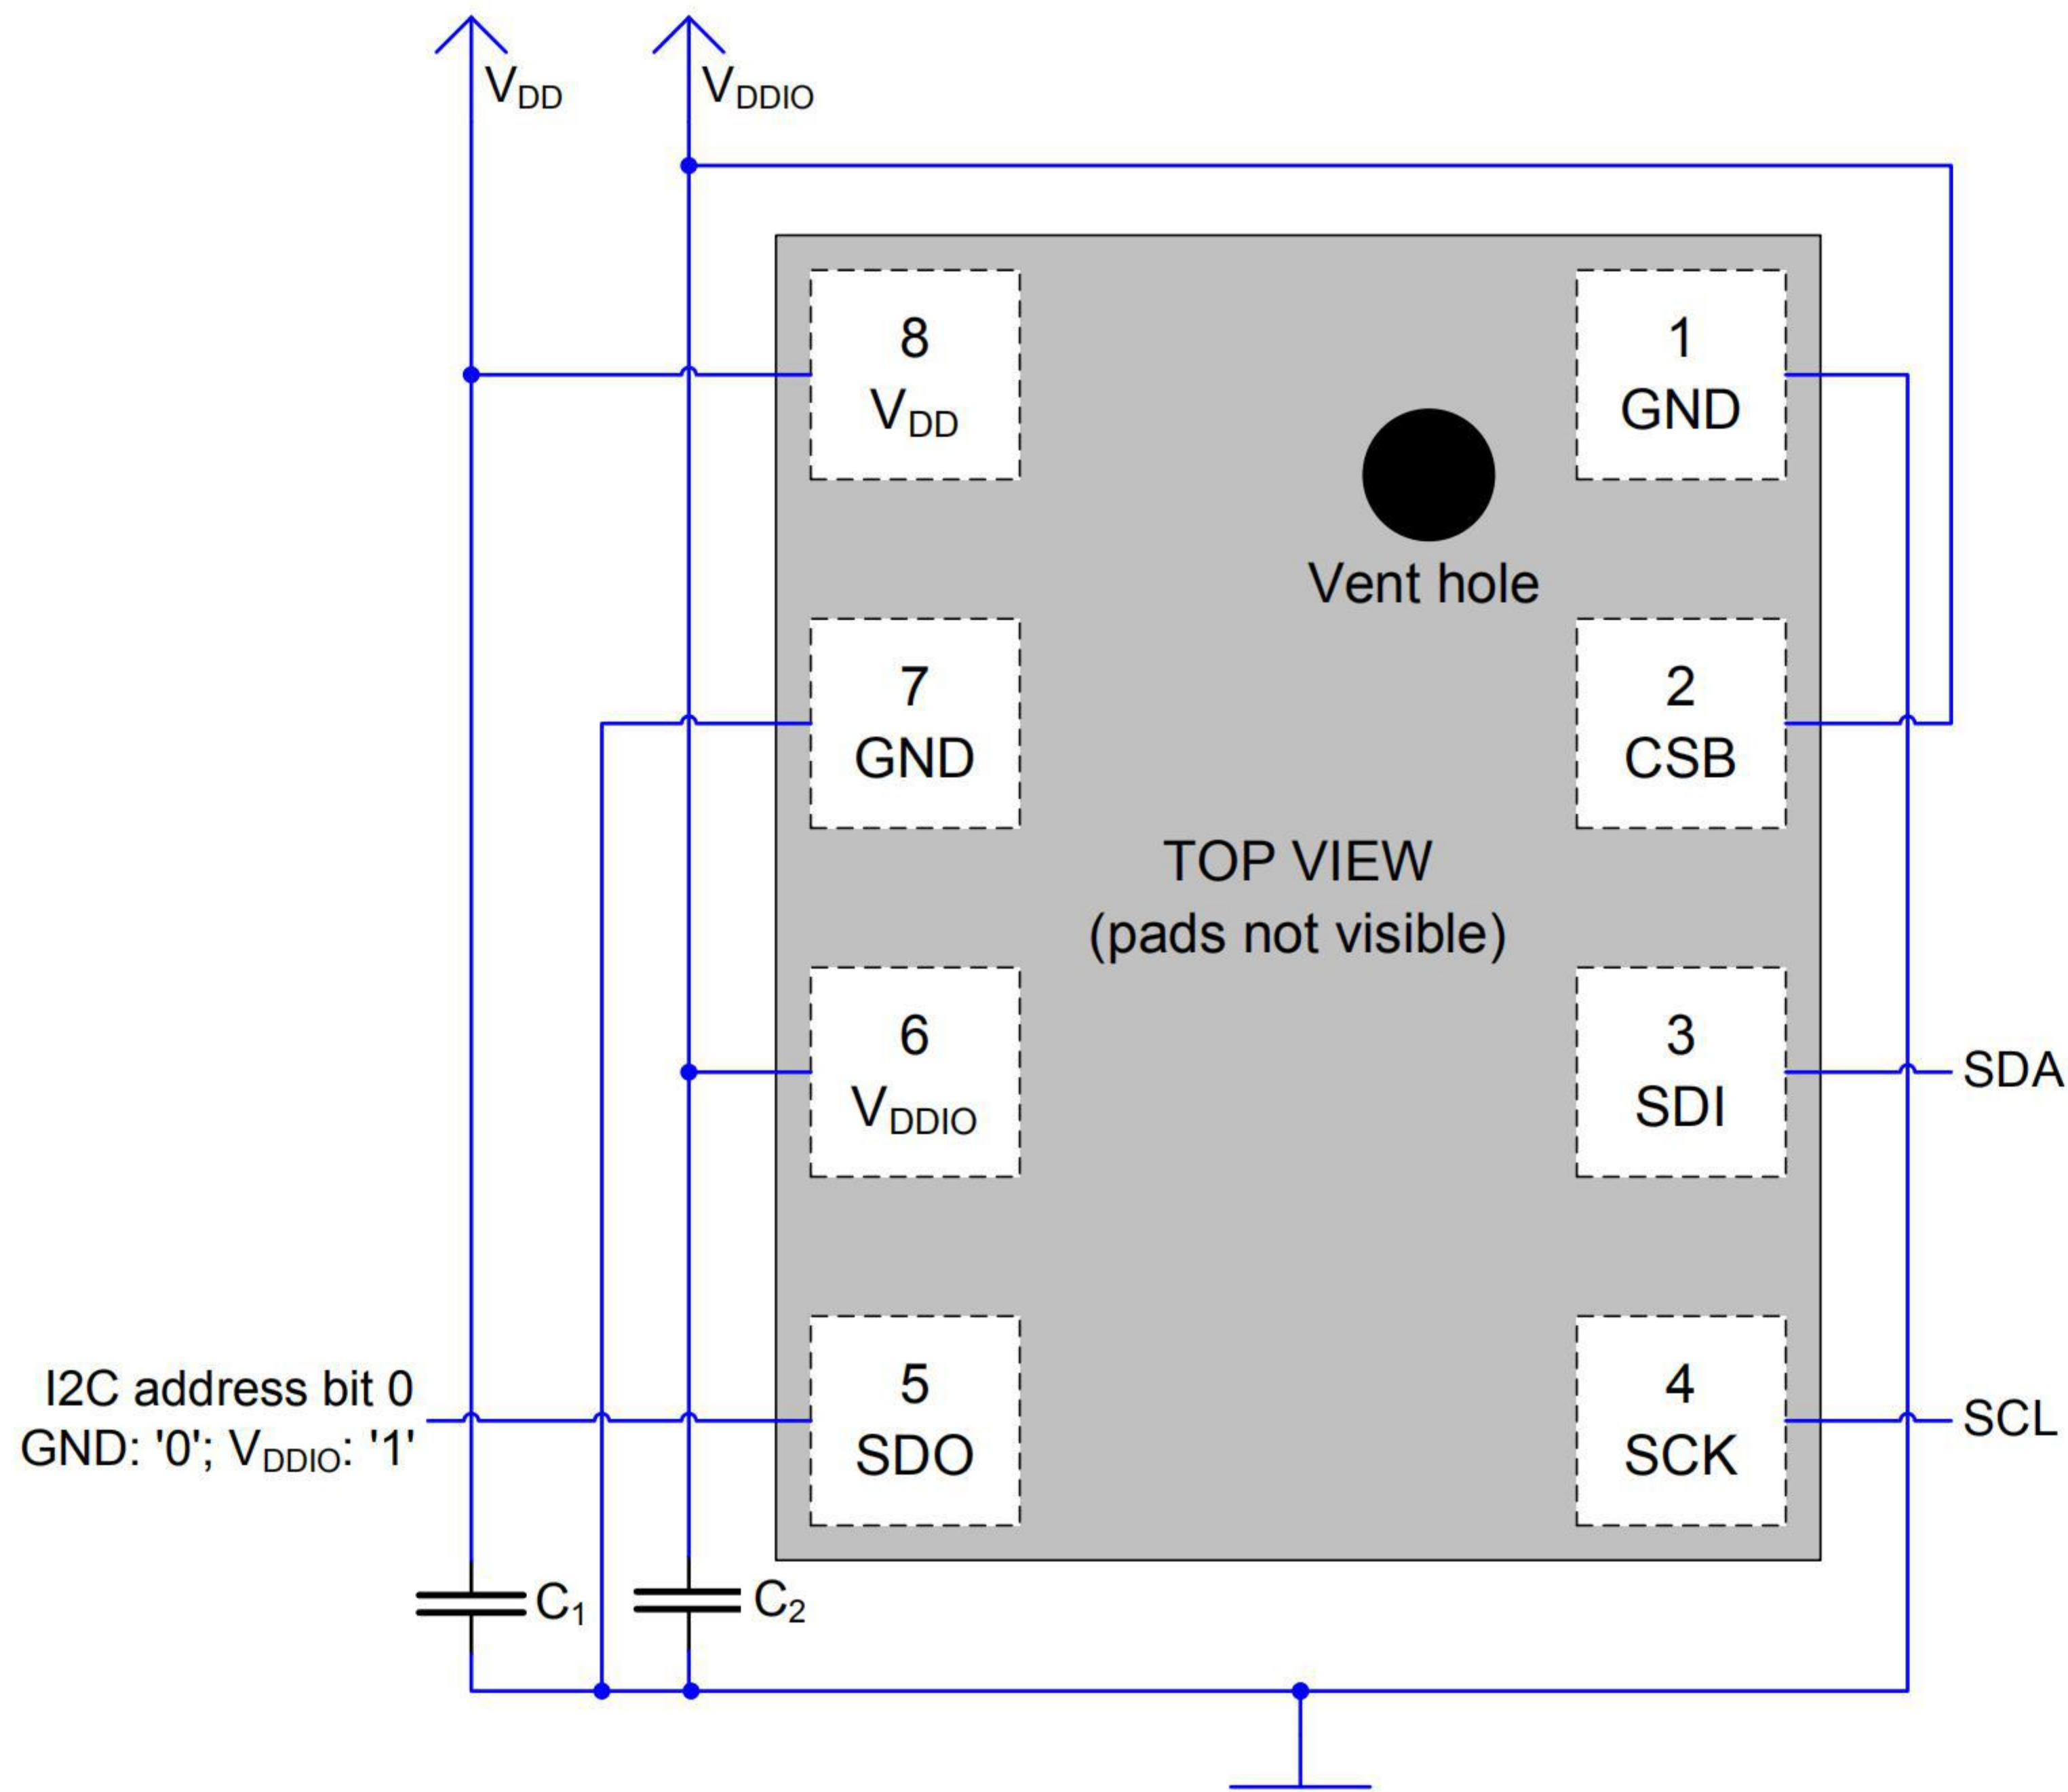 VDD
VDDIO
8
VDD
1
GND
Vent hole
7
GND
2
CSB
TOP VIEW
(pads not visible)
6
VDDIO
3
SDI
SDA
I2C address bit 0
GND: '0'; VDDIO: '1'
5
SDO
4
SCK
SCL
C1
C2